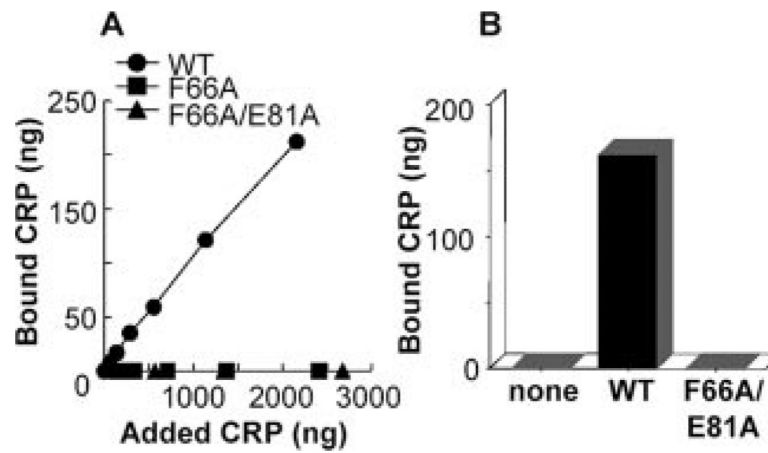 A
WT
F66A
F66A/E81A
250
150
50
0
1000
2000
3000
Bound CRP (ng)
Added CRP (ng)
B
200
100
0
Bound CRP (ng)
none
WT
F66A/
E81A